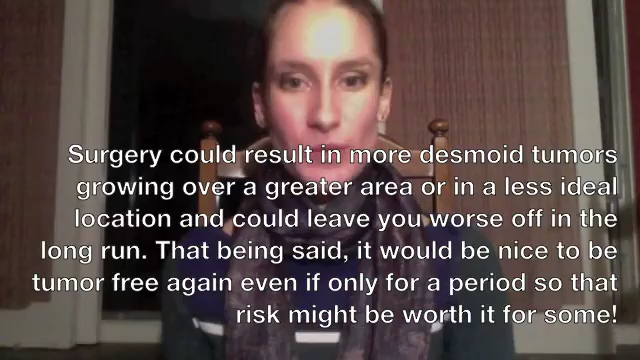 Surgery could result in more desmoid tumors
growing over a greater area or in a less ideal
location and could leave you worse off in the
long run. That being said, it would be nice to be
tumor free again even if only for a period so that
risk might be worth it for some!